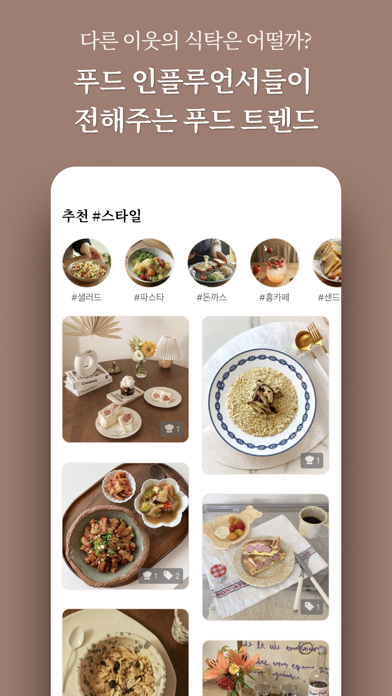 다른 이웃의 식탁은 어떨까?
푸드 인플루언서들이
전해주는 푸드 트렌드
추천 #스타일
#샐러드
#파스타
#돈까스
#홈카페
#샌드
1
1
1
2
1